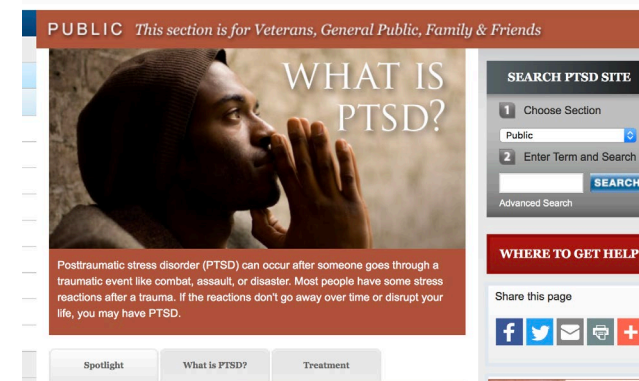 PUBLIC This section is for Veterans, General Public, Family & Friends
WHAT IS
PTSD?
Posttraumatic stress disorder (PTSD) can occur after someone goes through a
traumatic event like combat, assault, or disaster. Most people have some stress
reactions after a trauma. If the reactions don't go away over time or disrupt your
life, you may have PTSD.
Spotlight
What is PTSD?
Treatment
SEARCH PTSD SITE
1 Choose Section
Public
2 Enter Term and Search
SEARCH
Advanced Search
WHERE TO GET HELP
Share this page
f